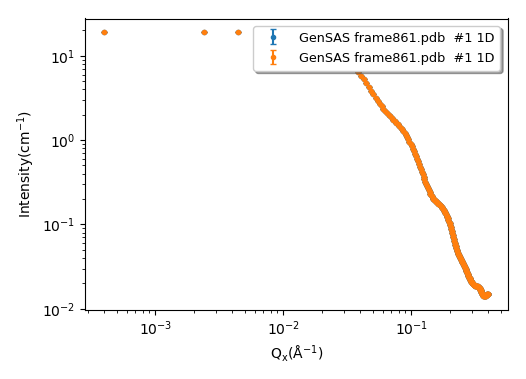 GenSAS frame861.pdb  #1 1D
GenSAS frame861.pdb  #1 1D
Intensity(cm⁻¹)
10¹
10⁰
10⁻¹
10⁻²
10⁻³
10⁻²
10⁻¹
Qₓ(Å⁻¹)